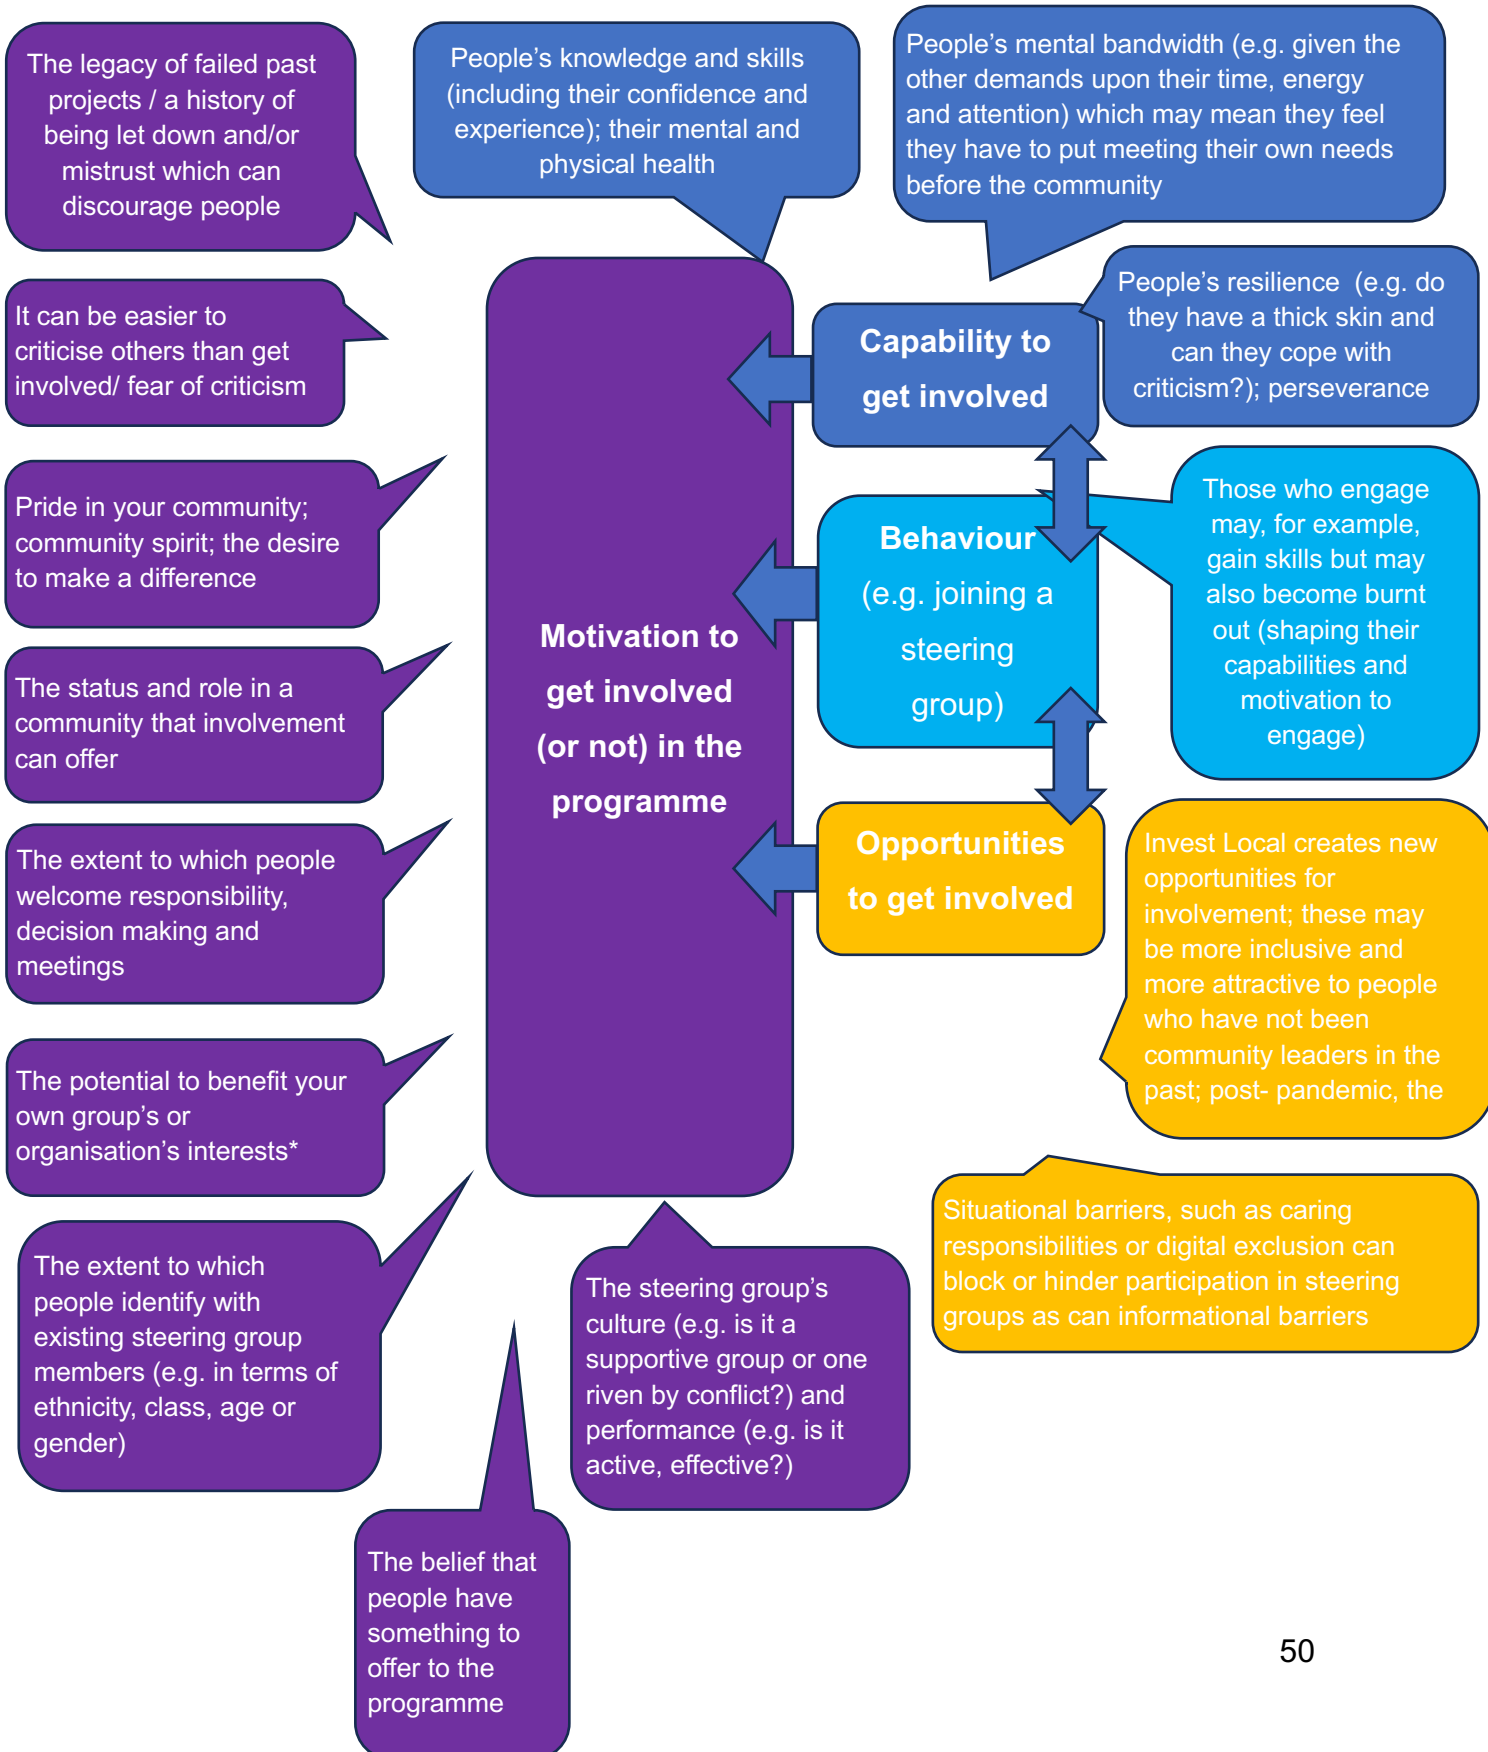 The legacy of failed past
projects / a history of
being let down and/or
mistrust which can
discourage people
People’s knowledge and skills
(including their confidence and
experience); their mental and
physical health
People’s mental bandwidth (e.g. given the
other demands upon their time, energy
and attention) which may mean they feel
they have to put meeting their own needs
before the community
It can be easier to
criticise others than get
involved/ fear of criticism
Capability to
get involved
People’s resilience  (e.g. do
they have a thick skin and
can they cope with
criticism?); perseverance
Pride in your community;
community spirit; the desire
to make a difference
Behaviour
(e.g. joining a
steering
group)
Those who engage
may, for example,
gain skills but may
also become burnt
out (shaping their
capabilities and
motivation to
engage)
Motivation to
get involved
(or not) in the
programme
The status and role in a
community that involvement
can offer
The extent to which people
welcome responsibility,
decision making and
meetings
Opportunities
to get involved
Invest Local creates new
opportunities for
involvement; these may
be more inclusive and
more attractive to people
who have not been
community leaders in the
past; post- pandemic, the
The potential to benefit your
own group’s or
organisation’s interests*
Situational barriers, such as caring
responsibilities or digital exclusion can
block or hinder participation in steering
groups as can informational barriers
The extent to which
people identify with
existing steering group
members (e.g. in terms of
ethnicity, class, age or
gender)
The steering group’s
culture (e.g. is it a
supportive group or one
riven by conflict?) and
performance (e.g. is it
active, effective?)
The belief that
people have
something to
offer to the
programme
50